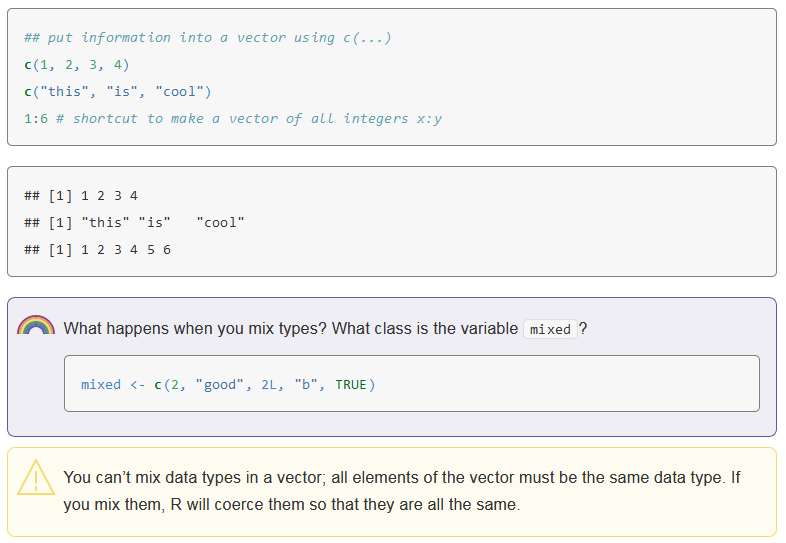 ## put information into a vector using c(...)
c(1, 2, 3, 4)
c("this", "is", "cool")
1:6 # shortcut to make a vector of all integers x:y
## [1] 1 2 3 4
## [1] "this" "is"   "cool"
## [1] 1 2 3 4 5 6
What happens when you mix types? What class is the variable mixed ?
mixed <- c(2, "good", 2L, "b", TRUE)
You can’t mix data types in a vector; all elements of the vector must be the same data type. If
you mix them, R will coerce them so that they are all the same.